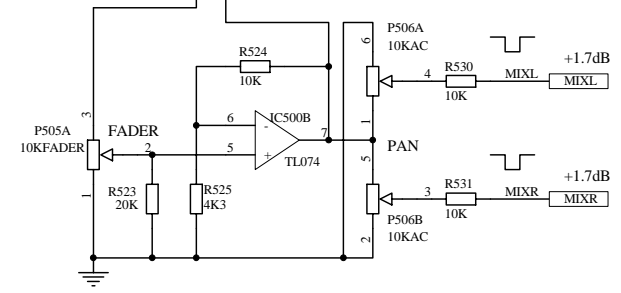 P506A
10KAC
6
R524
10K
R530
10K
4
MIXL
+1.7dB
MIXL
1
3
P505A
10KFADER
FADER
2
1
6
-
IC500B
5
+
TL074
7
PAN
5
R523
20K
R525
4K3
3
R531
10K
MIXR
+1.7dB
MIXR
P506B
10KAC
2